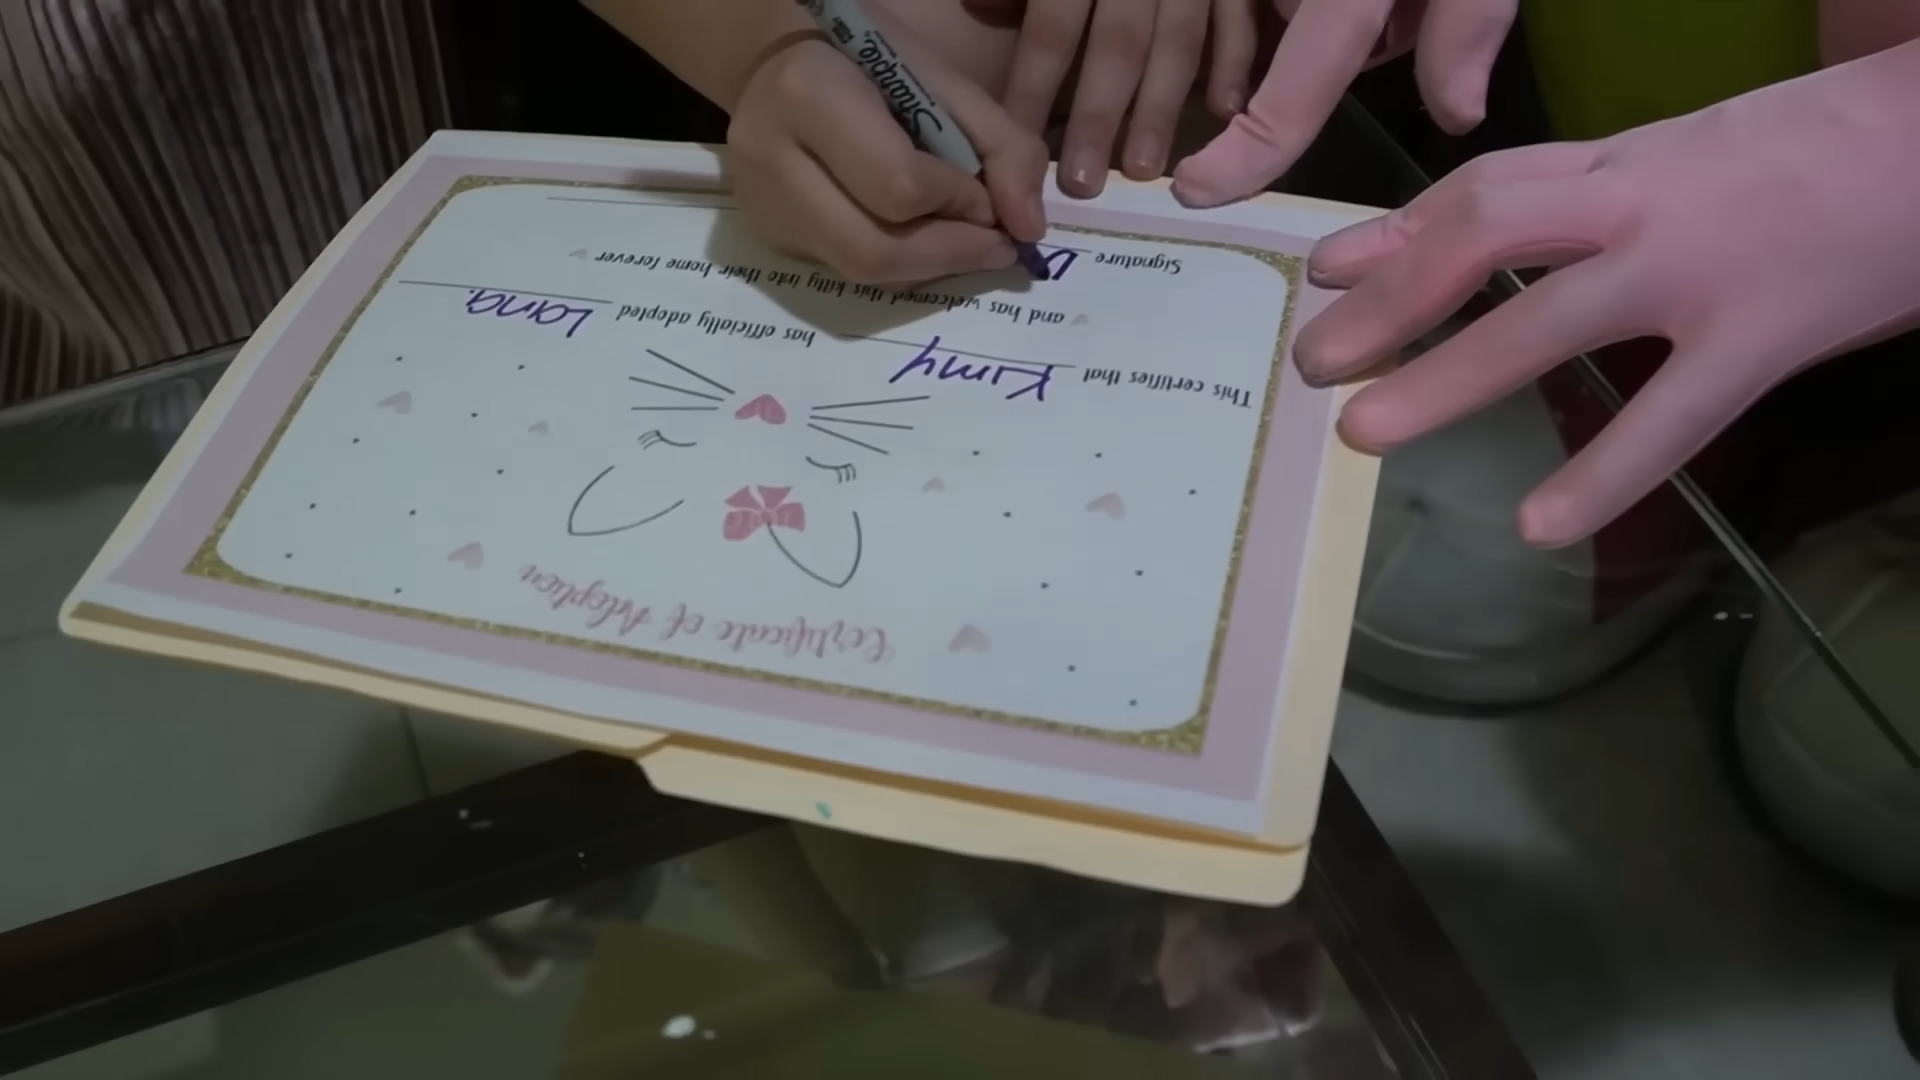 Certificate of Adoption
This certifies that Kimy has officially adopted Lana.
and has welcomed this kitty into their home forever
Signature
Sharpie